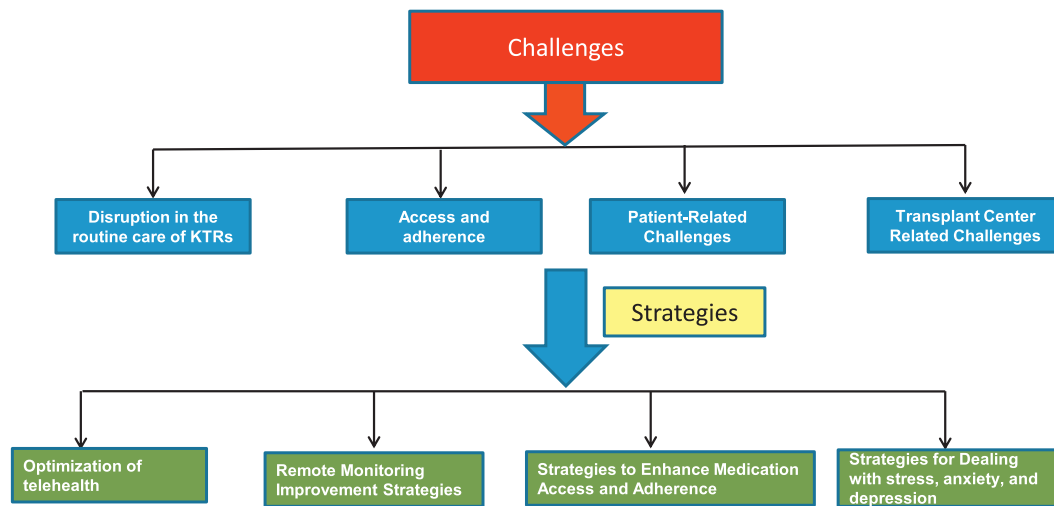 Challenges
Disruption in the
routine care of KTRs
Access and
adherence
Patient-Related
Challenges
Transplant Center
Related Challenges
Strategies
Optimization of
telehealth
Remote Monitoring
Improvement Strategies
Strategies to Enhance Medication
Access and Adherence
Strategies for Dealing
with stress, anxiety, and
depression